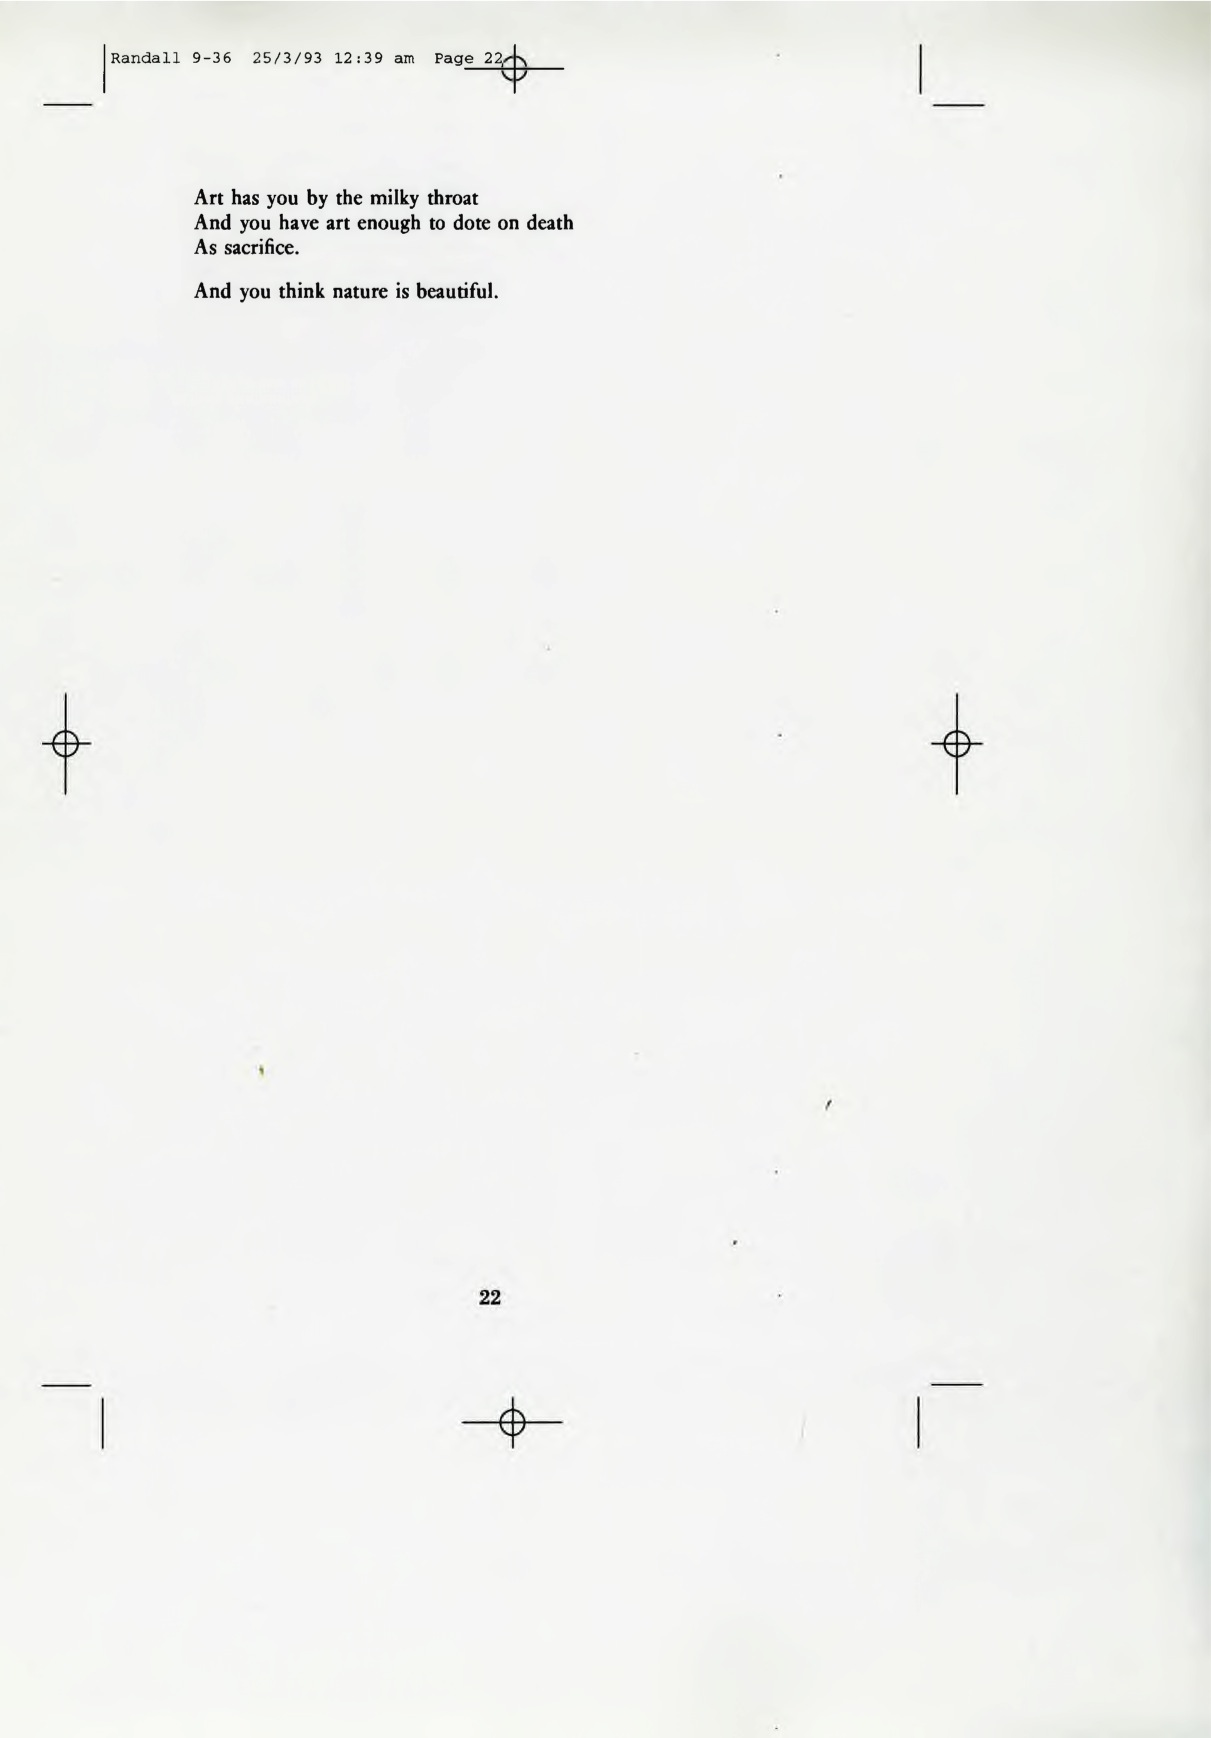 Randall 9-36 25/3/93 12:39 am Page 22
Art has you by the milky throat
And you have art enough to dote on death
As sacrifice.
And you think nature is beautiful.
22